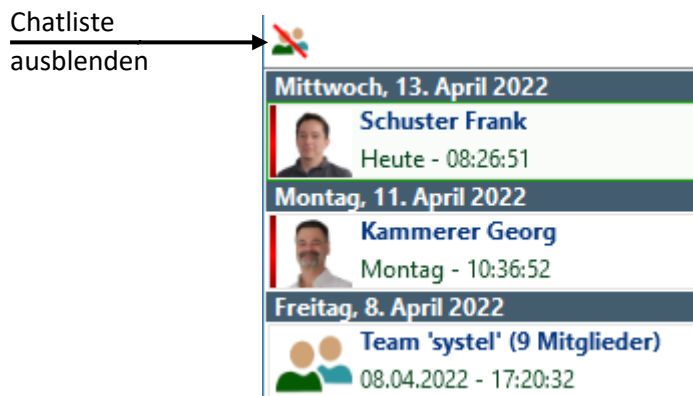 Chatliste
ausblenden
Mittwoch, 13. April 2022
Schuster Frank
Heute - 08:26:51
Montag, 11. April 2022
Kammerer Georg
Montag - 10:36:52
Freitag, 8. April 2022
Team 'systel' (9 Mitglieder)
08.04.2022 - 17:20:32